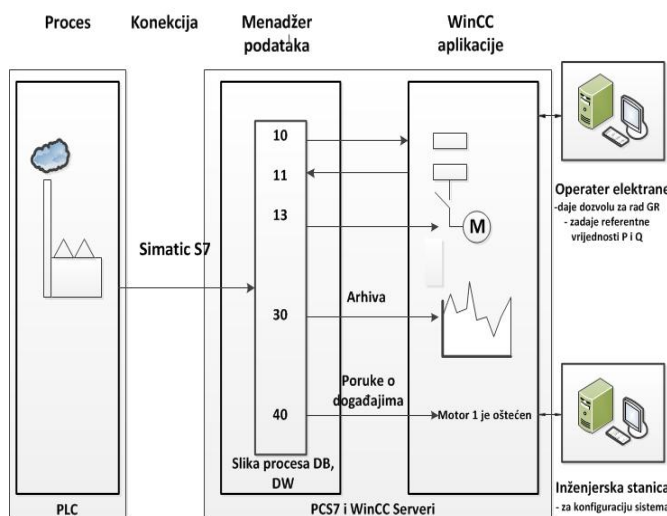 Proces
Konekcija
Menadžer
podataka
WinCC
aplikacije
10
11
13
M
Simatic S7
30
Arhiva
Poruke o
događajima
40
Motor 1 je oštećen
Slika procesa DB,
DW
PLC
PCS7 i WinCC Serveri
Operater elektrane
-daje dozvolu za rad GR
- zadaje referentne
vrijednosti P i Q
Inženjerska stanica
- za konfiguraciju sistema